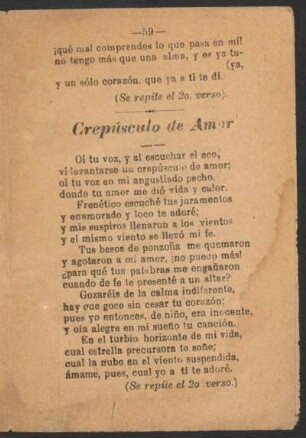 —59—
¡qué mal comprendes lo que pasa en mi!
no tengo más que una alma, y es ya tu-
(ya,
y un sólo corazón, que ya a ti te dí.
(Se repite el 2o. verso).
Crepúsculo de Amor
Oi tu voz, y al escuchar el eco,
vi levantarse un crepúsculo de amor;
oi tu voz en mi angustiado pecho,
donde tu amor me dió vida y calor.
Frenético escuché tus juramentos
y enamorado y loco te adoré;
y mis suspiros llenaron a los vientos
y el mismo viento se llevó mi fe.
Tus besos de ponzoña me quemaron
y agotaron a mi amor, ¡no puedo más!
¿para qué tus palabras me engañaron
cuando de fe te presenté a un altar?
Gozaréis de la calma indiferente,
hay que goce sin cesar tu corazón;
pues yo entonces, de niño, era inocente,
y oía alegre en mi sueño tu canción.
En el turbio horizonte de mi vida,
cual estrella precursora te soñe;
cual la nube en el viento suspendida,
ámame, pues, cual yo a ti te adoré.
(Se repite el 2o verso.)